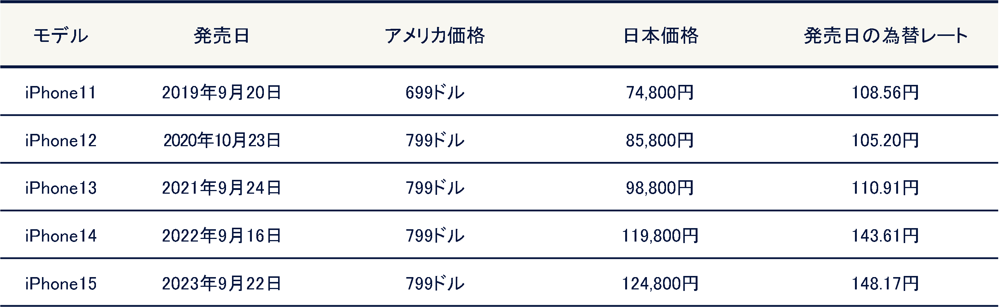 モデル 発売日 アメリカ価格 日本価格 発売日の為替レート
iPhone11 2019年9月20日 699ドル 74,800円 108.56円
iPhone12 2020年10月23日 799ドル 85,800円 105.20円
iPhone13 2021年9月24日 799ドル 98,800円 110.91円
iPhone14 2022年9月16日 799ドル 119,800円 143.61円
iPhone15 2023年9月22日 799ドル 124,800円 148.17円